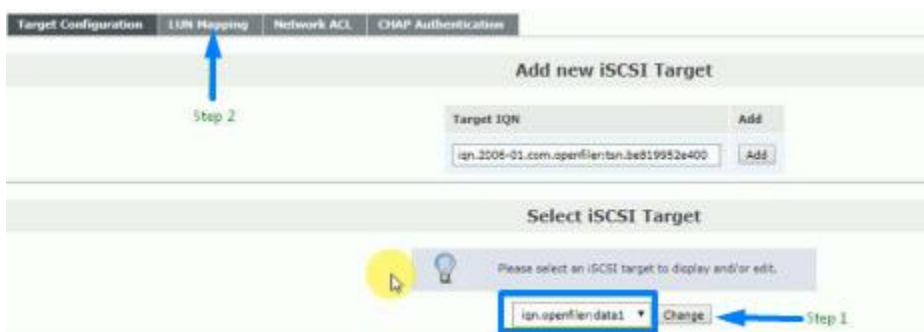 Target Configuration LUN Mapping Network ACL CHAP Authentication
Add new iSCSI Target
Step 2
Target IQN Add
iqn.2006-01.com.openfiler:tsn.be819952e400 Add
Select iSCSI Target
Please select an iSCSI target to display and/or edit.
iqn.openfiler:data1 Change Step 1